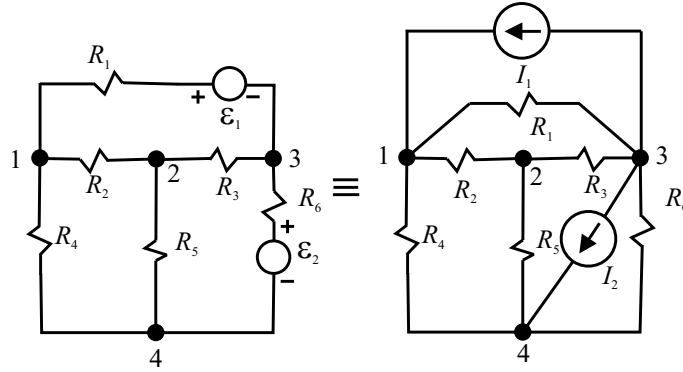 R₁
+ −
ε₁
1
2
3
R₂
R₃
R₄
R₅
R₆
+
ε₂
−
4
≡
I₁
R₁
1
2
3
R₂
R₃
R₄
R₅
I₂
4